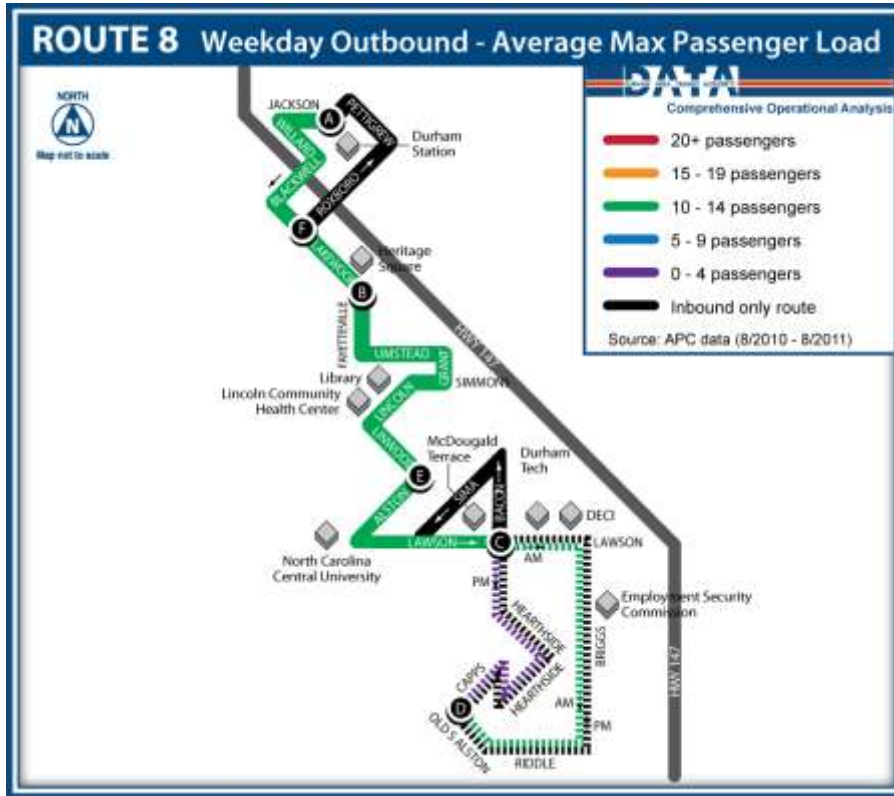 ROUTE 8 Weekday Outbound - Average Max Passenger Load
DATA
Comprehensive Operational Analysis
20+ passengers
15 - 19 passengers
10 - 14 passengers
5 - 9 passengers
0 - 4 passengers
Inbound only route
Source: APC data (8/2010 - 8/2011)
NORTH
N
Map not to scale
JACKSON
A
PETTIGREW
WILLARD
Durham
Station
BLACKWELL
ROXBORO
F
LAKEWOOD
Heritage
Square
B
FAYETTEVILLE
HWY 147
UMSTEAD
GRANT
SIMMONS
Library
Lincoln Community
Health Center
LINCOLN
LINWOOD
McDougald
Terrace
Durham
Tech
E
SIMA
BACON
ALSTON
DECI
LAWSON
C
LAWSON
AM
North Carolina
Central University
PM
Employment Security
Commission
HEARTHSIDE
BRIGGS
HWY 147
CAPPS
HEARTHSIDE
AM
D
PM
OLD S ALSTON
RIDDLE